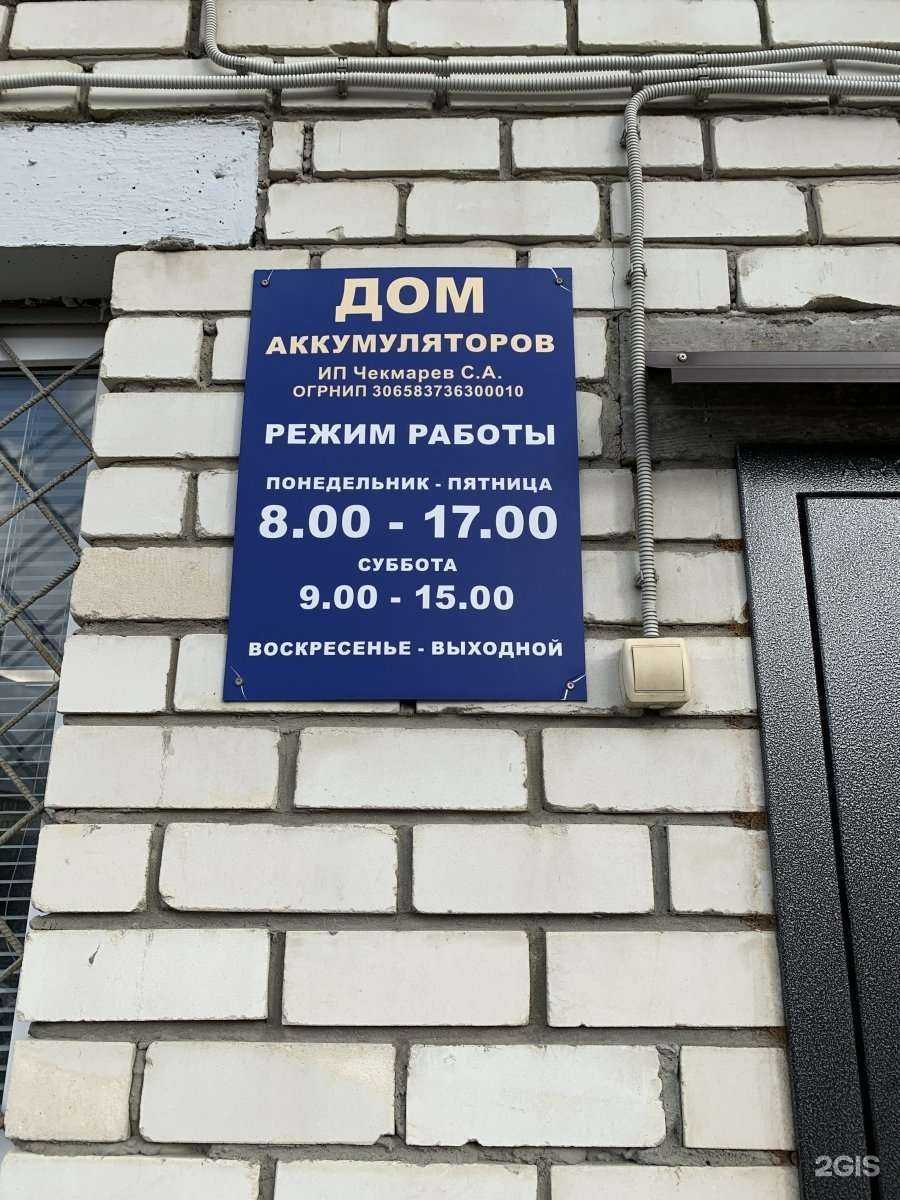 ДОМ
АККУМУЛЯТОРОВ
ИП Чекмарев С.А.
ОГРНИП 306583736300010
РЕЖИМ РАБОТЫ
ПОНЕДЕЛЬНИК - ПЯТНИЦА
8.00 - 17.00
СУББОТА
9.00 - 15.00
ВОСКРЕСЕНЬЕ - ВЫХОДНОЙ
2GIS